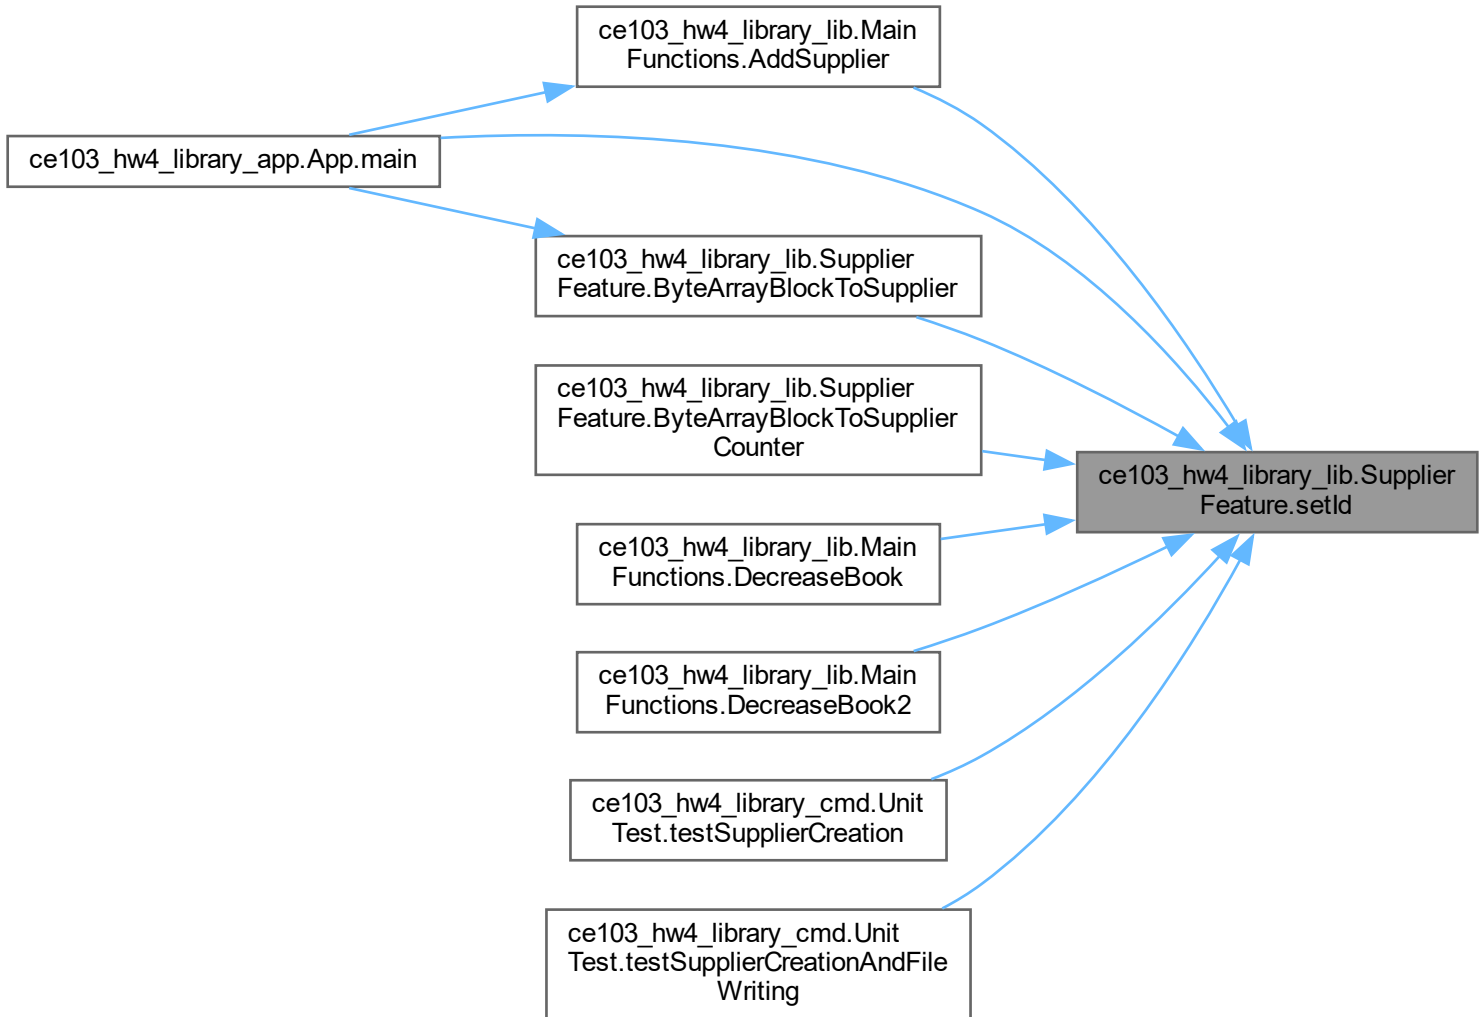 ce103_hw4_library_lib.Main
Functions.AddSupplier
ce103_hw4_library_app.App.main
ce103_hw4_library_lib.Supplier
Feature.ByteArrayBlockToSupplier
ce103_hw4_library_lib.Supplier
Feature.ByteArrayBlockToSupplier
Counter
ce103_hw4_library_lib.Supplier
Feature.setId
ce103_hw4_library_lib.Main
Functions.DecreaseBook
ce103_hw4_library_lib.Main
Functions.DecreaseBook2
ce103_hw4_library_cmd.Unit
Test.testSupplierCreation
ce103_hw4_library_cmd.Unit
Test.testSupplierCreationAndFile
Writing